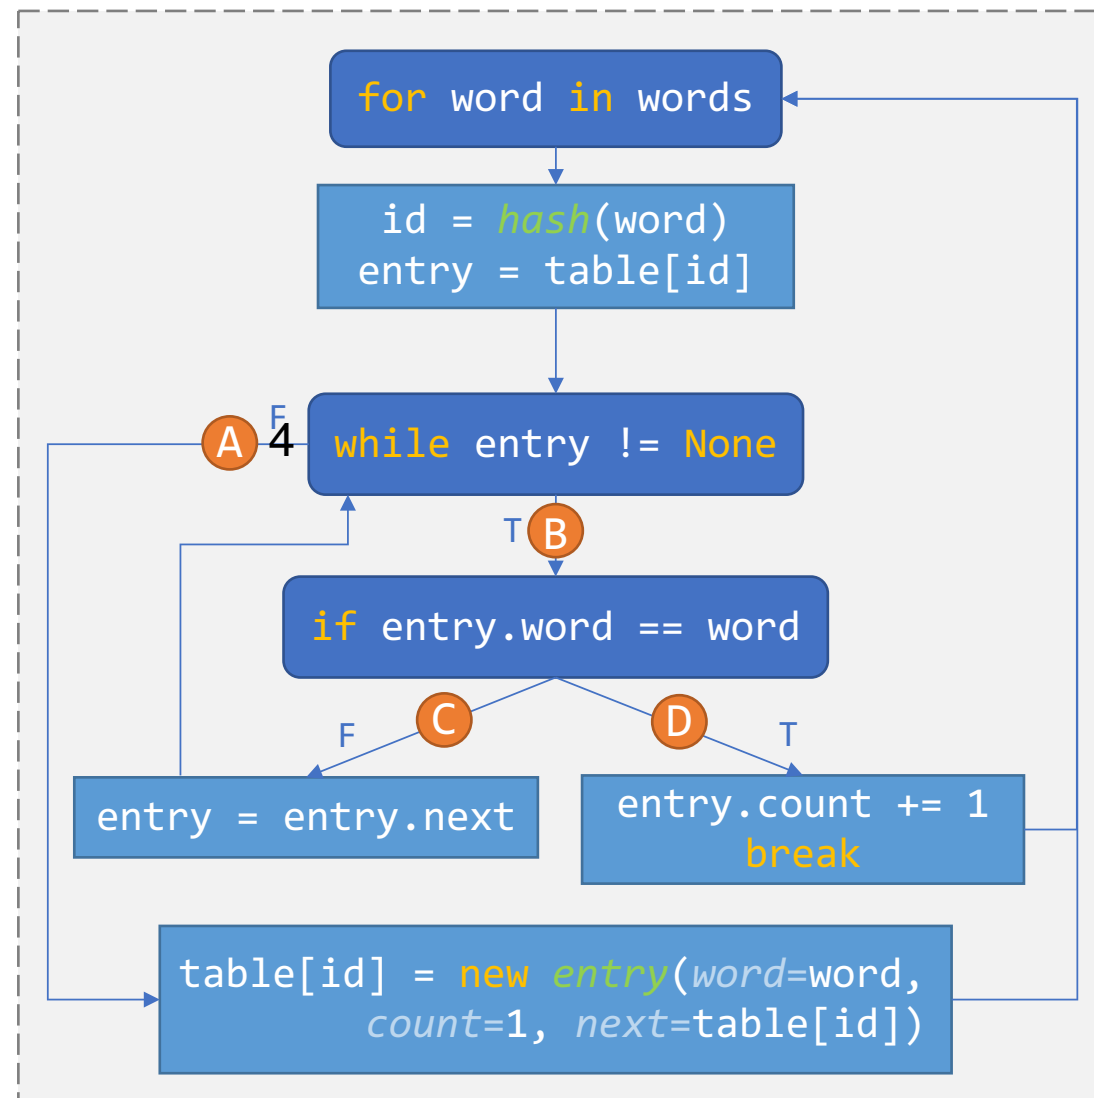 for word in words
id = hash(word)
entry = table[id]
F
A
4
while entry != None
T
B
if entry.word == word
C
D
F
T
entry = entry.next
entry.count += 1
break
table[id] = new entry(word=word,
count=1, next=table[id])